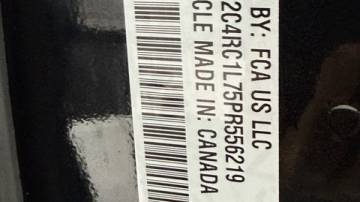 BY: FCA US LLC
2C4RC1L75PR556219
CLE MADE IN: CANADA